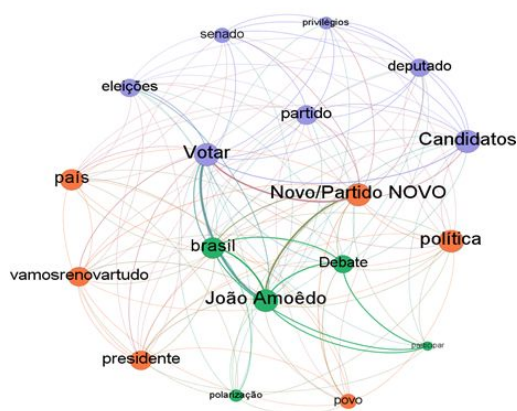 privilégios
senado
deputado
eleições
partido
Candidatos
Votar
país
Novo/Partido NOVO
política
brasil
Debate
vamosrenovartudo
João Amoêdo
participar
presidente
polarização
povo